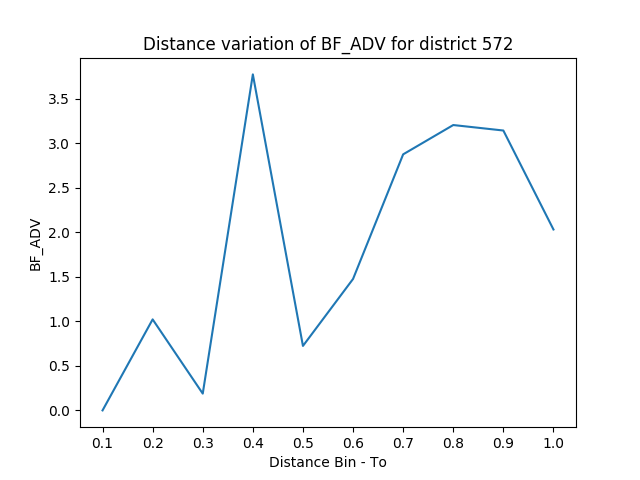 Distance variation of BF_ADV for district 572
3.5
3.0
2.5
2.0
1.5
1.0
0.5
0.0
BF_ADV
0.1 0.2 0.3 0.4 0.5 0.6 0.7 0.8 0.9 1.0
Distance Bin - To